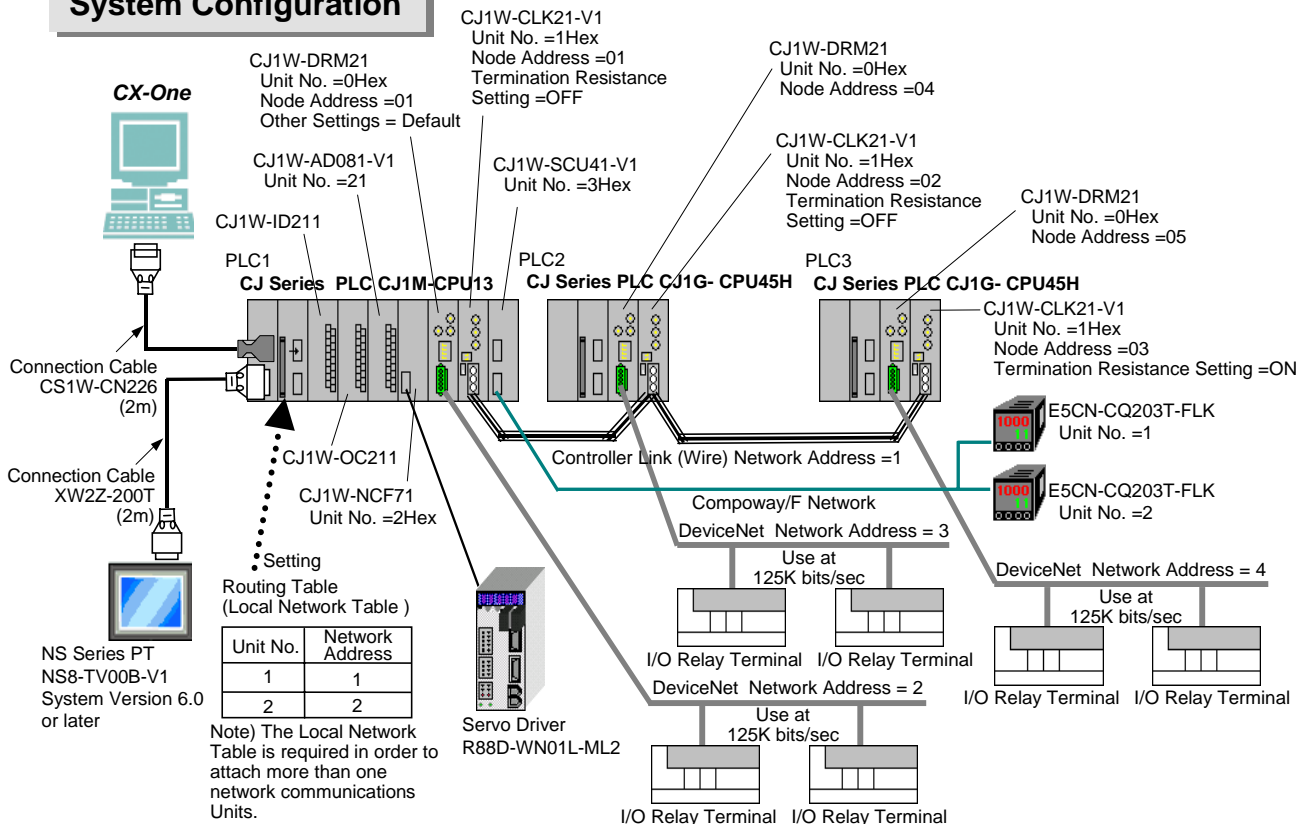 System Configuration
CX-One
CJ1W-DRM21
Unit No. =0Hex
Node Address =01
Other Settings = Default
CJ1W-CLK21-V1
Unit No. =1Hex
Node Address =01
Termination Resistance
Setting =OFF
CJ1W-AD081-V1
Unit No. =21
CJ1W-SCU41-V1
Unit No. =3Hex
CJ1W-ID211
CJ1W-DRM21
Unit No. =0Hex
Node Address =04
CJ1W-CLK21-V1
Unit No. =1Hex
Node Address =02
Termination Resistance
Setting =OFF
CJ1W-DRM21
Unit No. =0Hex
Node Address =05
PLC1
CJ Series PLC CJ1M-CPU13
PLC2
CJ Series PLC CJ1G- CPU45H
PLC3
CJ Series PLC CJ1G- CPU45H
CJ1W-CLK21-V1
Unit No. =1Hex
Node Address =03
Termination Resistance Setting =ON
Connection Cable
CS1W-CN226
(2m)
Connection Cable
XW2Z-200T
(2m)
CJ1W-OC211
CJ1W-NCF71
Unit No. =2Hex
Controller Link (Wire) Network Address =1
Compoway/F Network
1000
11
E5CN-CQ203T-FLK
Unit No. =1
1000
11
E5CN-CQ203T-FLK
Unit No. =2
Setting
Routing Table
(Local Network Table )
Unit No. Network Address
1 1
2 2
Note) The Local Network
Table is required in order to
attach more than one
network communications
Units.
NS Series PT
NS8-TV00B-V1
System Version 6.0
or later
Servo Driver
R88D-WN01L-ML2
DeviceNet Network Address = 3
Use at
125K bits/sec
I/O Relay Terminal I/O Relay Terminal
DeviceNet Network Address = 4
Use at
125K bits/sec
I/O Relay Terminal I/O Relay Terminal
DeviceNet Network Address = 2
Use at
125K bits/sec
I/O Relay Terminal I/O Relay Terminal